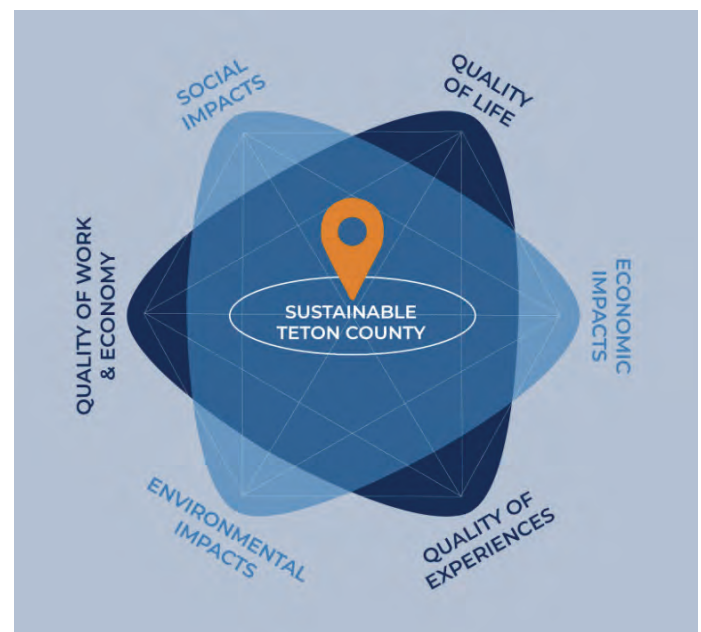 SOCIAL
IMPACTS
QUALITY
OF LIFE
QUALITY OF WORK
& ECONOMY
SUSTAINABLE
TETON COUNTY
ECONOMIC
IMPACTS
ENVIRONMENTAL
IMPACTS
QUALITY OF
EXPERIENCES